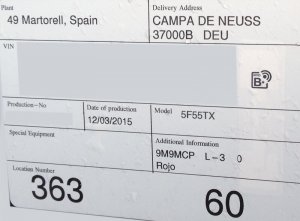 Plant
49 Martorell, Spain
Delivery Address
CAMPA DE NEUSS
37000B DEU
VIN
Production—No
Date of production
12/03/2015
Model 5F55TX
Special Equipment
Additional Information
9M9MCP L-3 0
Rojo
Location Number
363
60